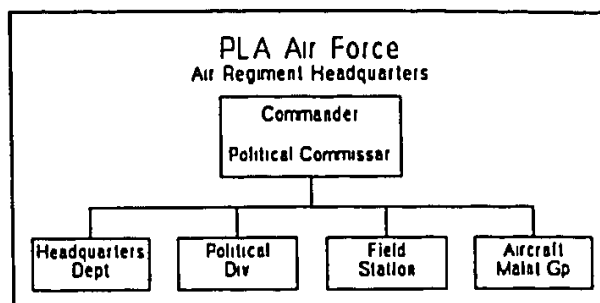 PLA Air Force
Air Regiment Headquarters
Commander
Political Commissar
Headquarters
Dept
Political
Div
Field
Station
Aircraft
Maint Gp